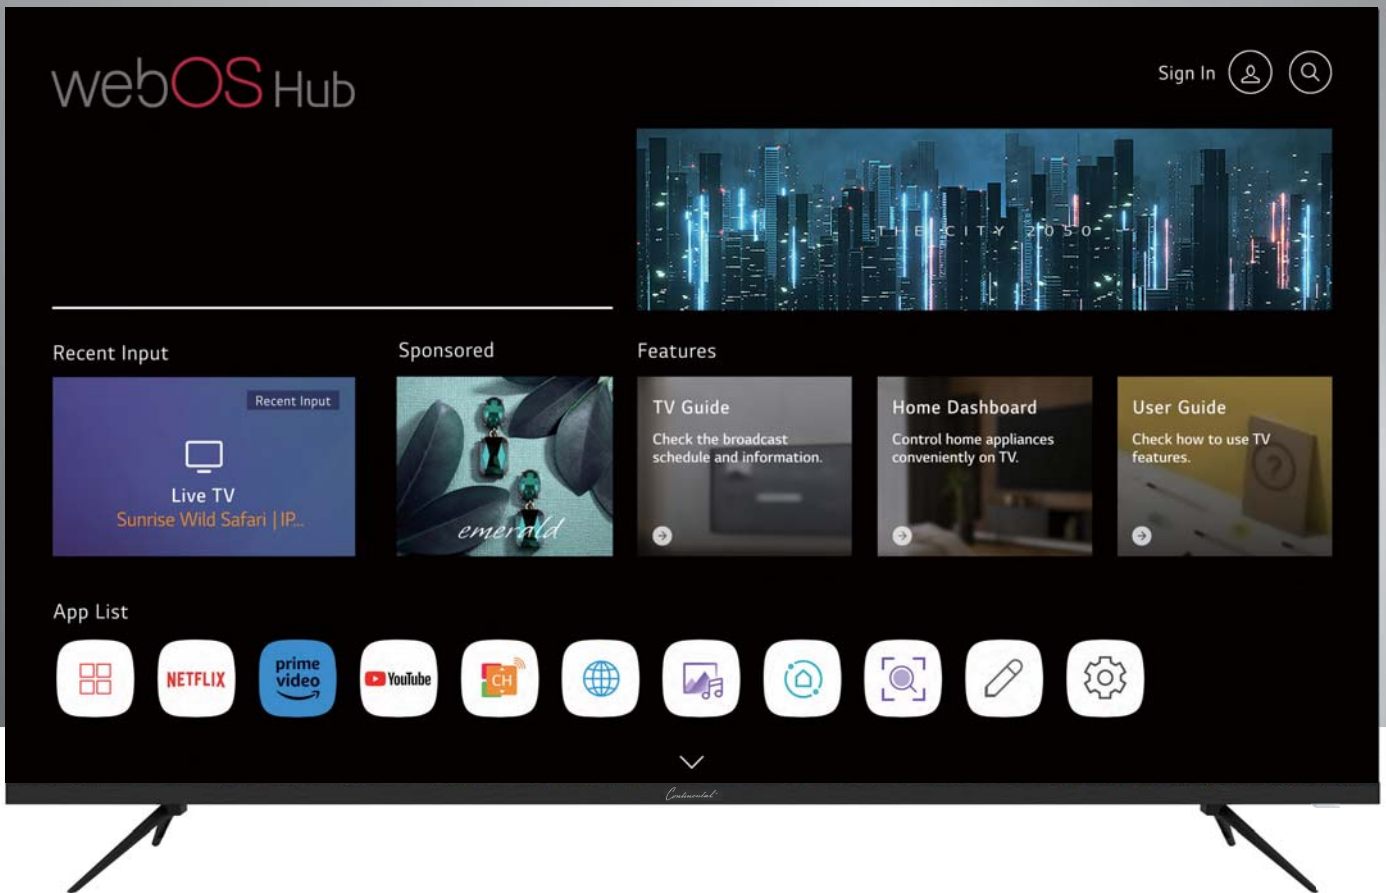 webOS Hub
Sign In
THE CITY 2050
Recent Input
Sponsored
Features
Recent Input
Live TV
Sunrise Wild Safari | IP...
emerald
TV Guide
Check the broadcast
schedule and information.
Home Dashboard
Control home appliances
conveniently on TV.
User Guide
Check how to use TV
features.
?
App List
NETFLIX
prime
video
YouTube
CH
Continental